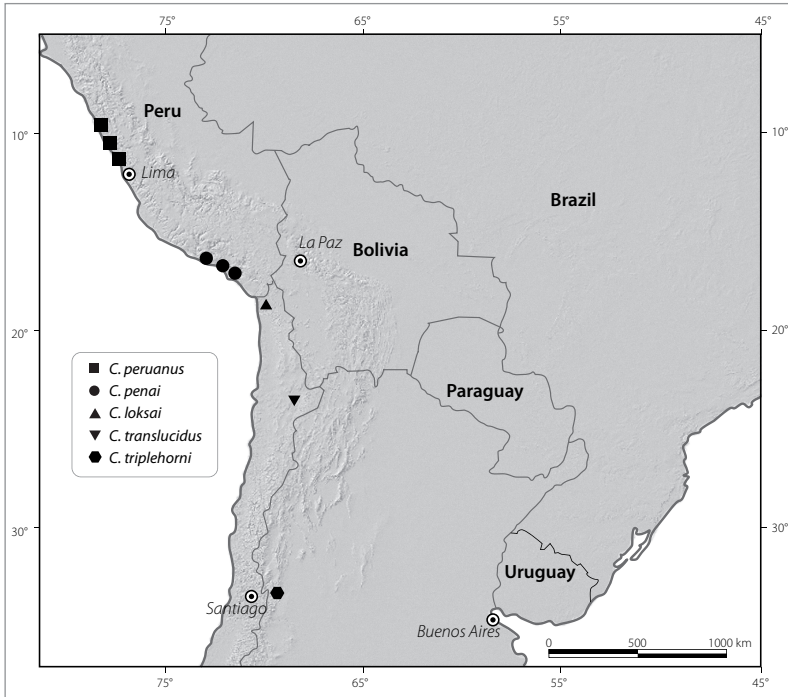 75° 65° 55° 45°
Peru
10° 10°
Lima
Brazil
La Paz
Bolivia
20° 20°
C. peruanus
C. penai
C. loksai
C. translucidus
C. triplehorni
Paraguay
30° 30°
Uruguay
Santiago
Buenos Aires
0 500 1000 km
75° 65° 55° 45°